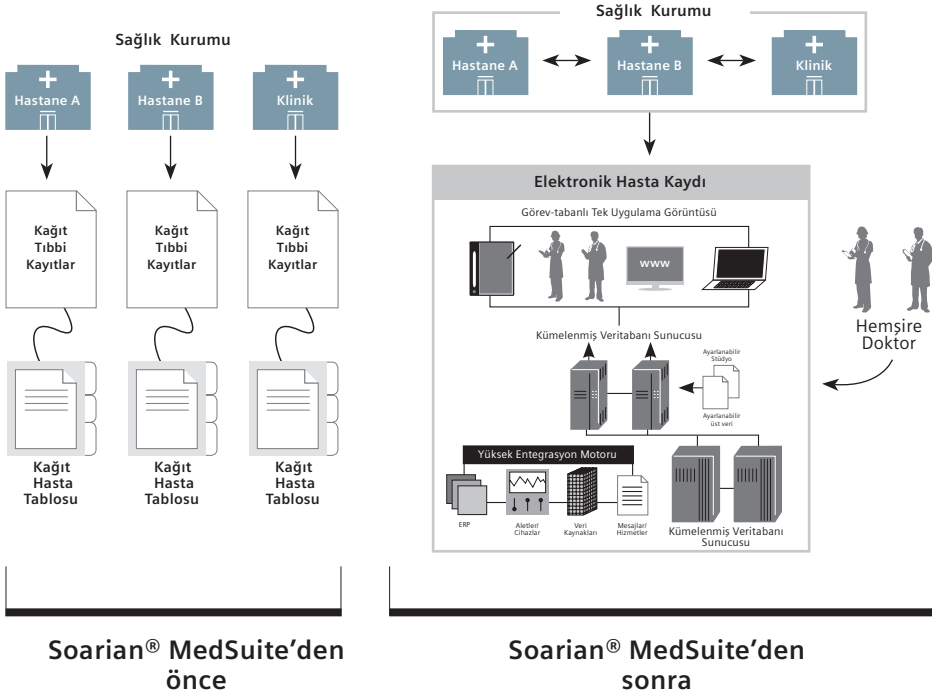 Sağlık Kurumu
Hastane A
Hastane B
Klinik
Kağıt
Tıbbi
Kayıtlar
Kağıt
Tıbbi
Kayıtlar
Kağıt
Tıbbi
Kayıtlar
Kağıt
Hasta
Tablosu
Kağıt
Hasta
Tablosu
Kağıt
Hasta
Tablosu
Soarian® MedSuite’den
önce
Sağlık Kurumu
Hastane A
Hastane B
Klinik
Elektronik Hasta Kaydı
Görev-tabanlı Tek Uygulama Görüntüsü
www
Kümelenmiş Veritabanı Sunucusu
Ayarlanabilir
Stüdyo
Ayarlanabilir
üst veri
Yüksek Entegrasyon Motoru
ERP
Aletler/
Cihazlar
Veri
Kaynakları
Mesajlar/
Hizmetler
Kümelenmiş Veritabanı
Sunucusu
Hemşire
Doktor
Soarian® MedSuite’den
sonra